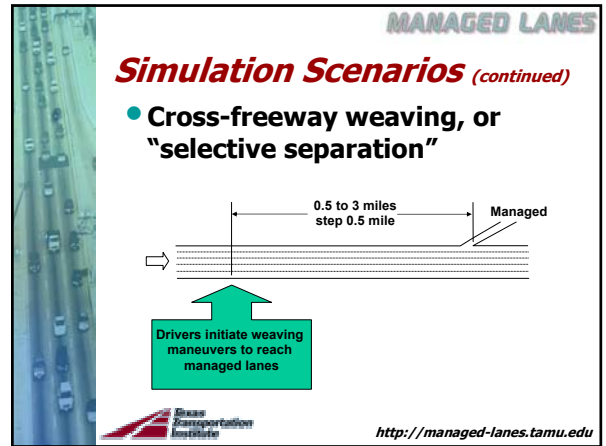 MANAGED LANES
Simulation Scenarios (continued)
• Cross-freeway weaving, or
“selective separation”
0.5 to 3 miles
step 0.5 mile
Managed
Drivers initiate weaving
maneuvers to reach
managed lanes
Texas
Transportation
Institute
http://managed-lanes.tamu.edu